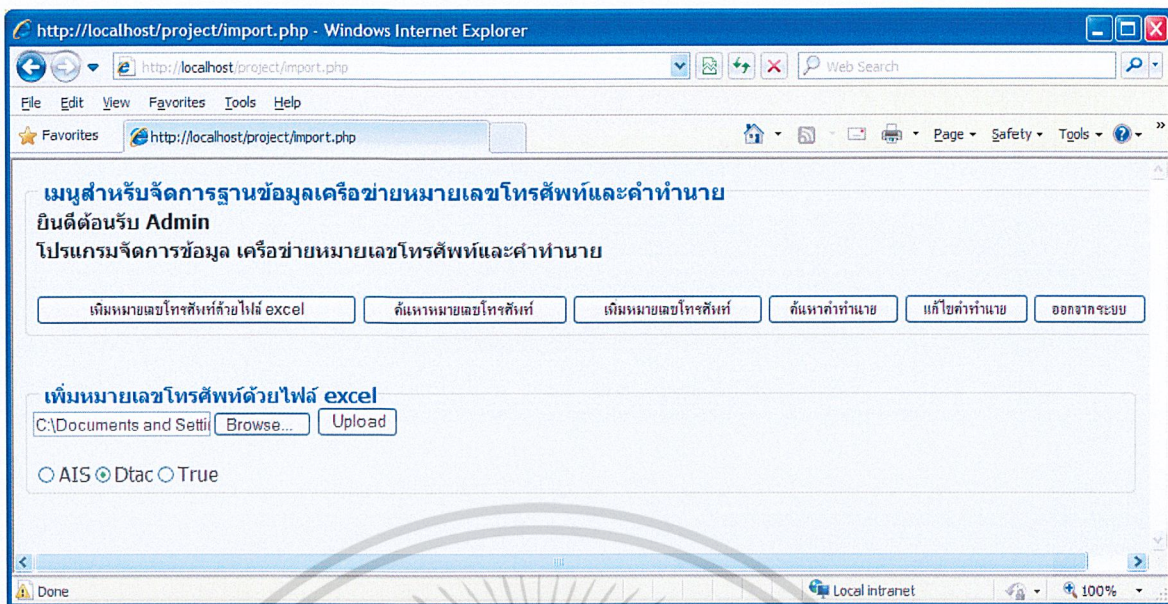 http://localhost/project/import.php - Windows Internet Explorer
http://localhost/project/import.php Web Search
File Edit View Favorites Tools Help
Favorites http://localhost/project/import.php Page Safety Tools »
เมนูสำหรับจัดการฐานข้อมูลเครือข่ายหมายเลขโทรศัพท์และคำทำนาย
ยินดีต้อนรับ Admin
โปรแกรมจัดการข้อมูล เครือข่ายหมายเลขโทรศัพท์และคำทำนาย
เพิ่มหมายเลขโทรศัพท์ด้วยไฟล์ excel ค้นหาหมายเลขโทรศัพท์ เพิ่มหมายเลขโทรศัพท์ ค้นหาคำทำนาย แก้ไขคำทำนาย ออกจากระบบ
เพิ่มหมายเลขโทรศัพท์ด้วยไฟล์ excel
C:\Documents and Setti Browse... Upload
AIS Dtac True
Done Local intranet 100%